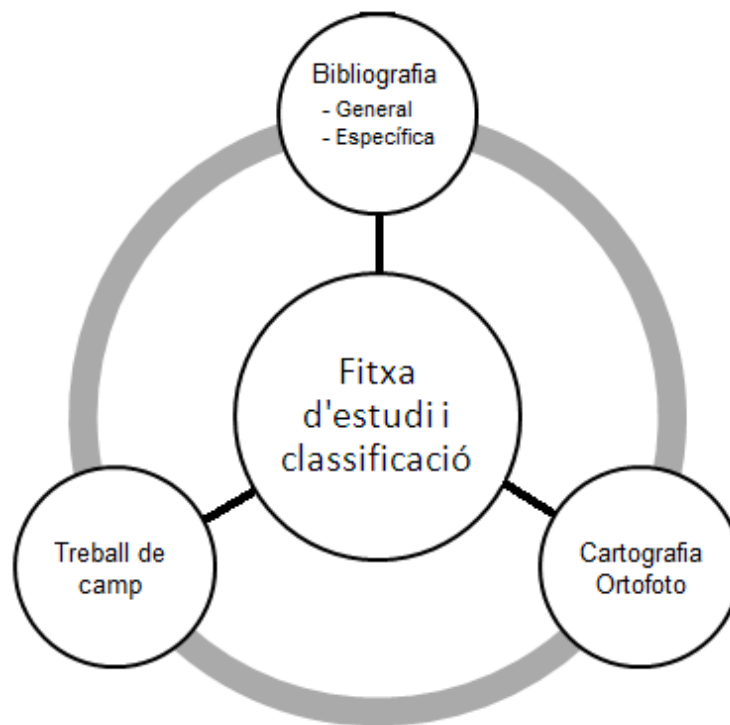 Bibliografia
- General
- Específica
Fitxa
d'estudi i
classificació
Treball de
camp
Cartografia
Ortofoto